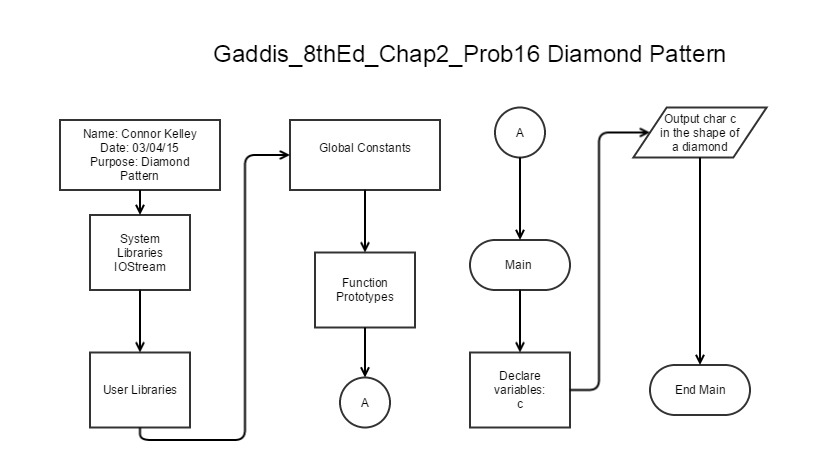 Gaddis_8thEd_Chap2_Prob16 Diamond Pattern
Name: Connor Kelley
Date: 03/04/15
Purpose: Diamond
Pattern
System
Libraries
IOStream
User Libraries
Global Constants
Function
Prototypes
A
A
Main
Declare
variables:
c
Output char c
in the shape of
a diamond
End Main